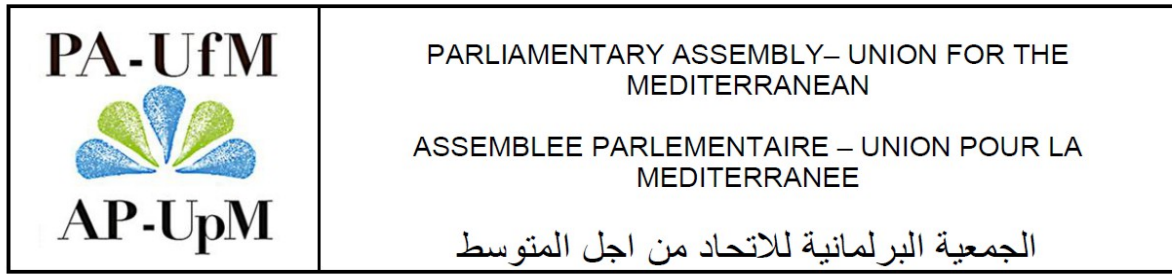 PA-UfM
AP-UpM
PARLIAMENTARY ASSEMBLY– UNION FOR THE
MEDITERRANEAN
ASSEMBLEE PARLEMENTAIRE – UNION POUR LA
MEDITERRANEE
الجمعية البرلمانية للاتحاد من اجل المتوسط